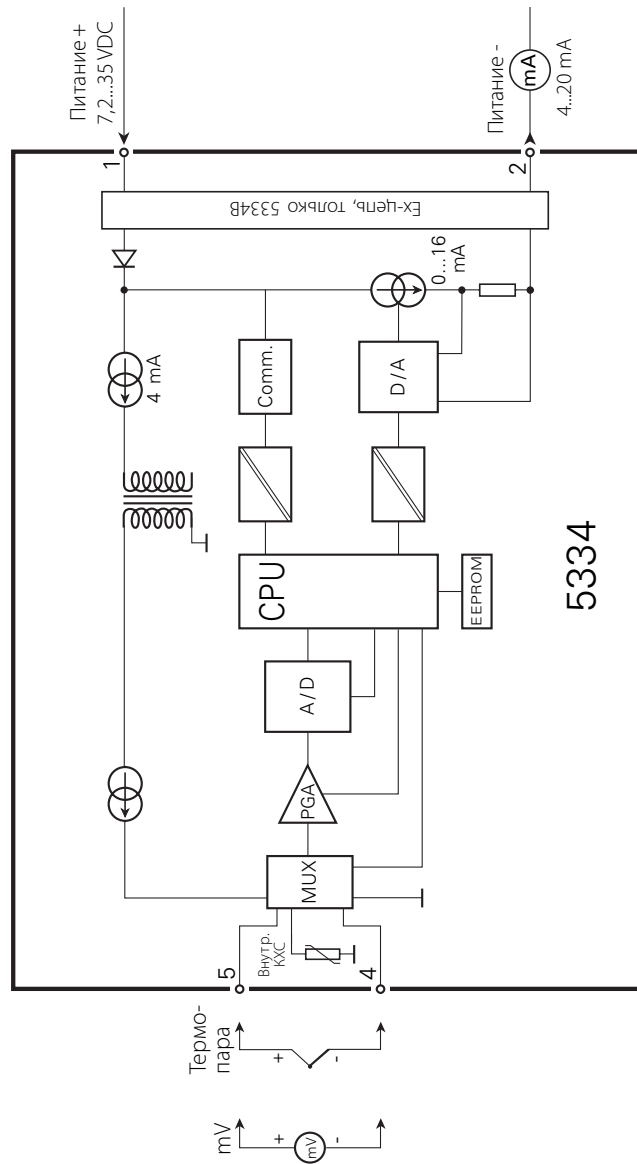 Питание +
7,2...35 VDC
Питание -
mA
4...20 mA
1
2
Ex-цепь, только 5334B
4 mA
0...16
mA
Comm.
D/A
CPU
EEPROM
5334
A/D
PGA
MUX
Внутр.
КХС
5
4
Термо-
пара
+
-
mV
+
mV
-